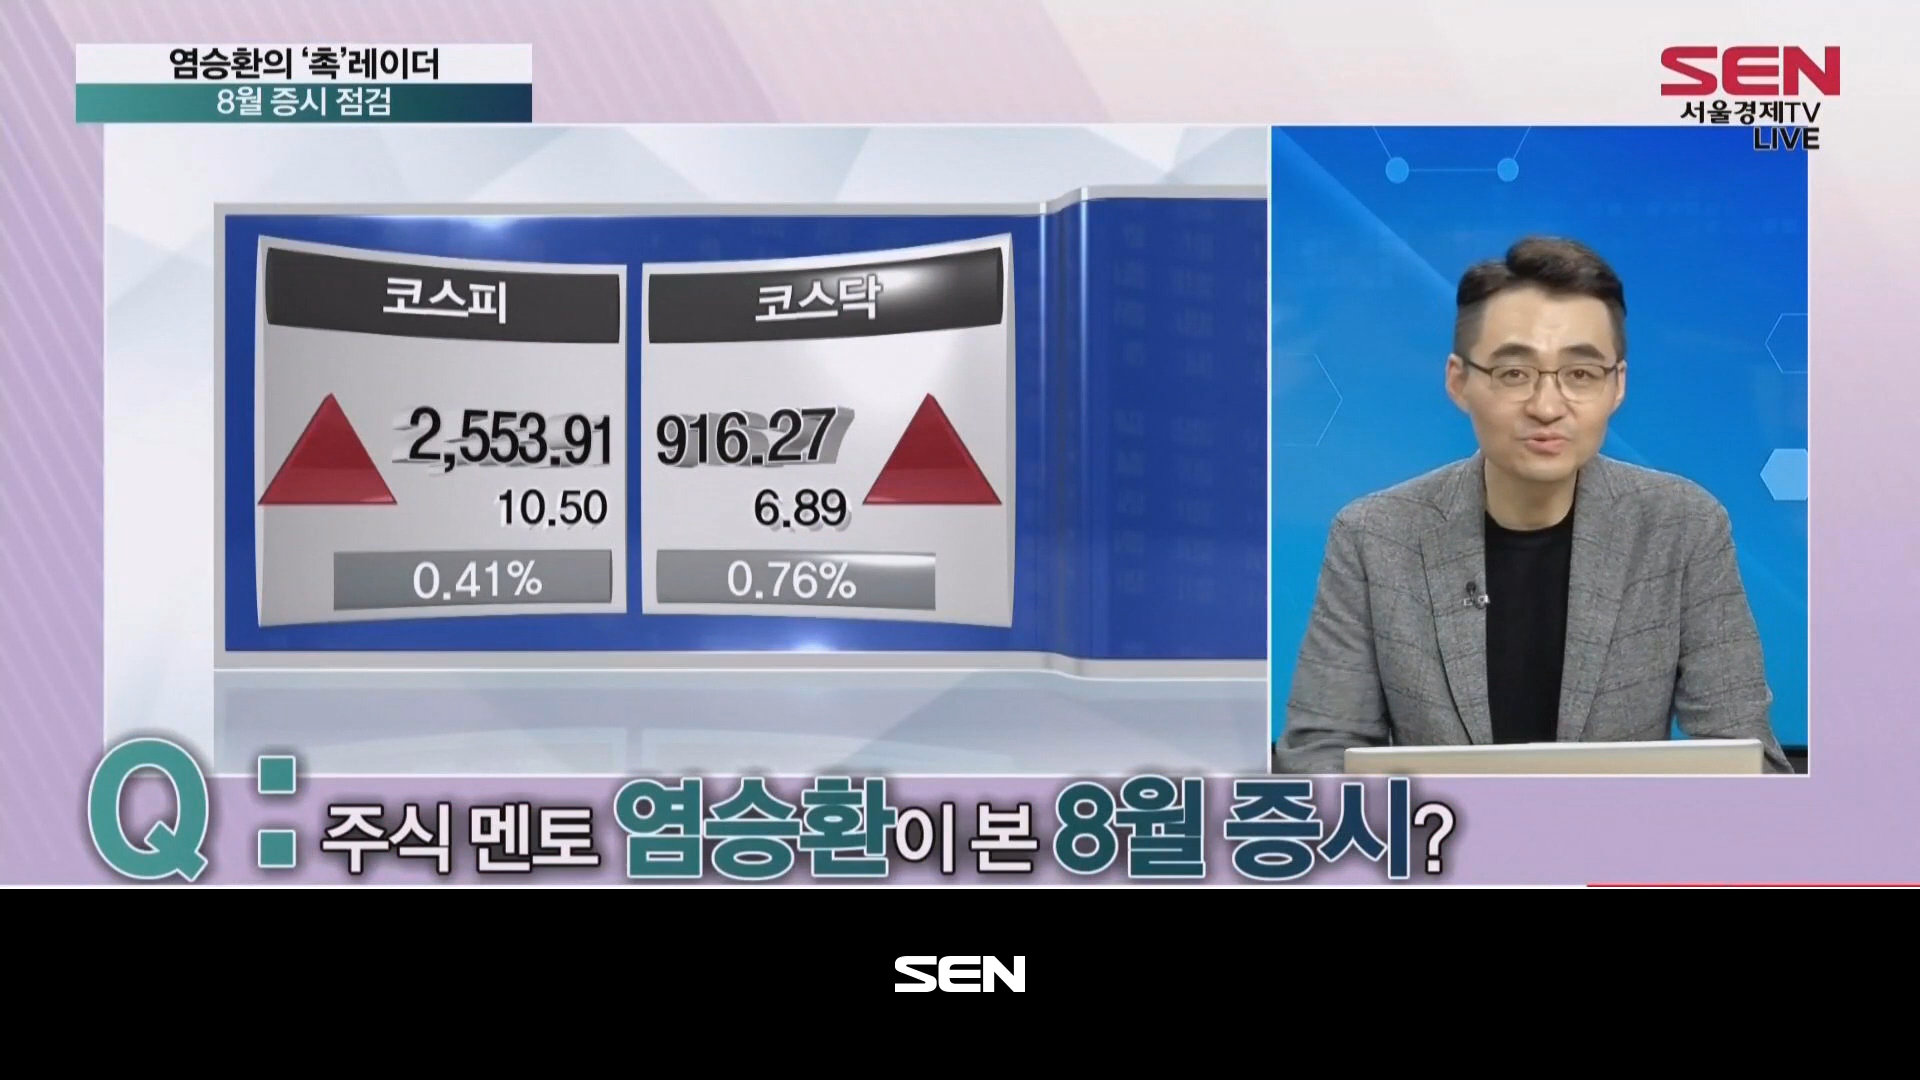 염승환의 ‘촉’레이더
8월 증시 점검
SEN
서울경제TV
LIVE
코스피
2,553.91
10.50
0.41%
코스닥
916.27
6.89
0.76%
Q : 주식 멘토 염승환이 본 8월 증시?
SEN